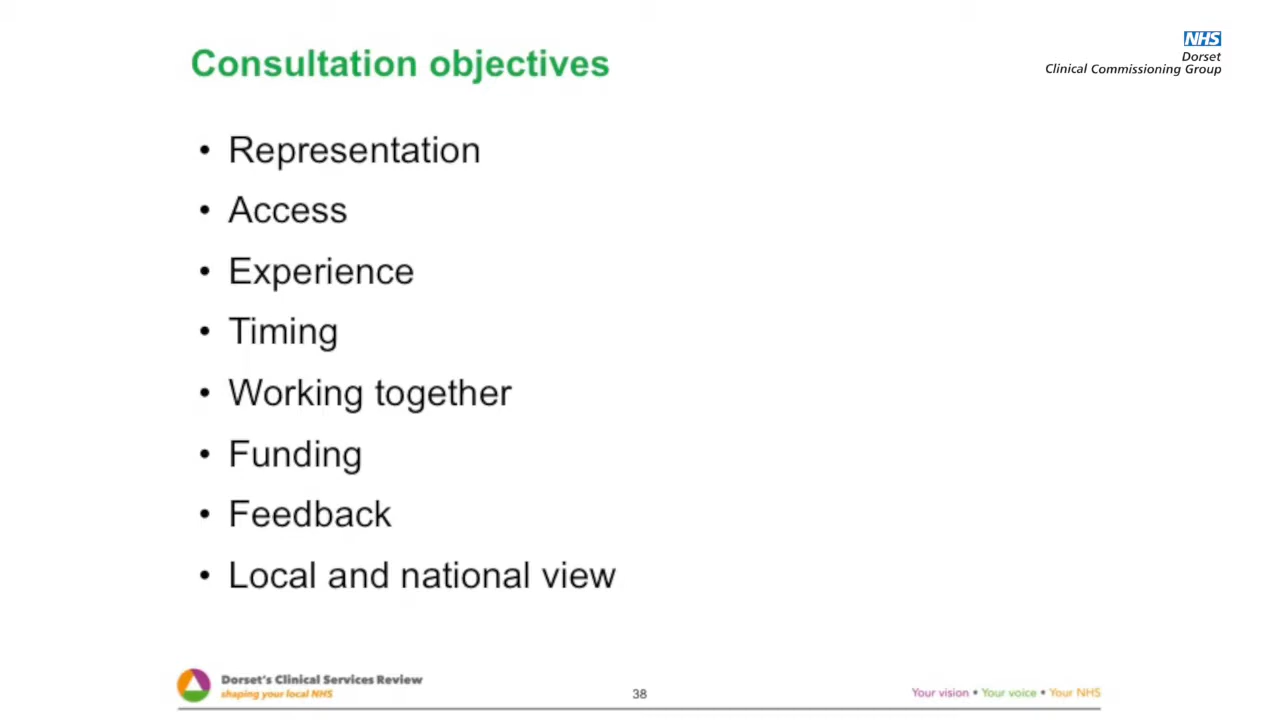 Consultation objectives
NHS
Dorset
Clinical Commissioning Group
• Representation
• Access
• Experience
• Timing
• Working together
• Funding
• Feedback
• Local and national view
Dorset's Clinical Services Review
shaping your local NHS
38
Your vision • Your voice • Your NHS